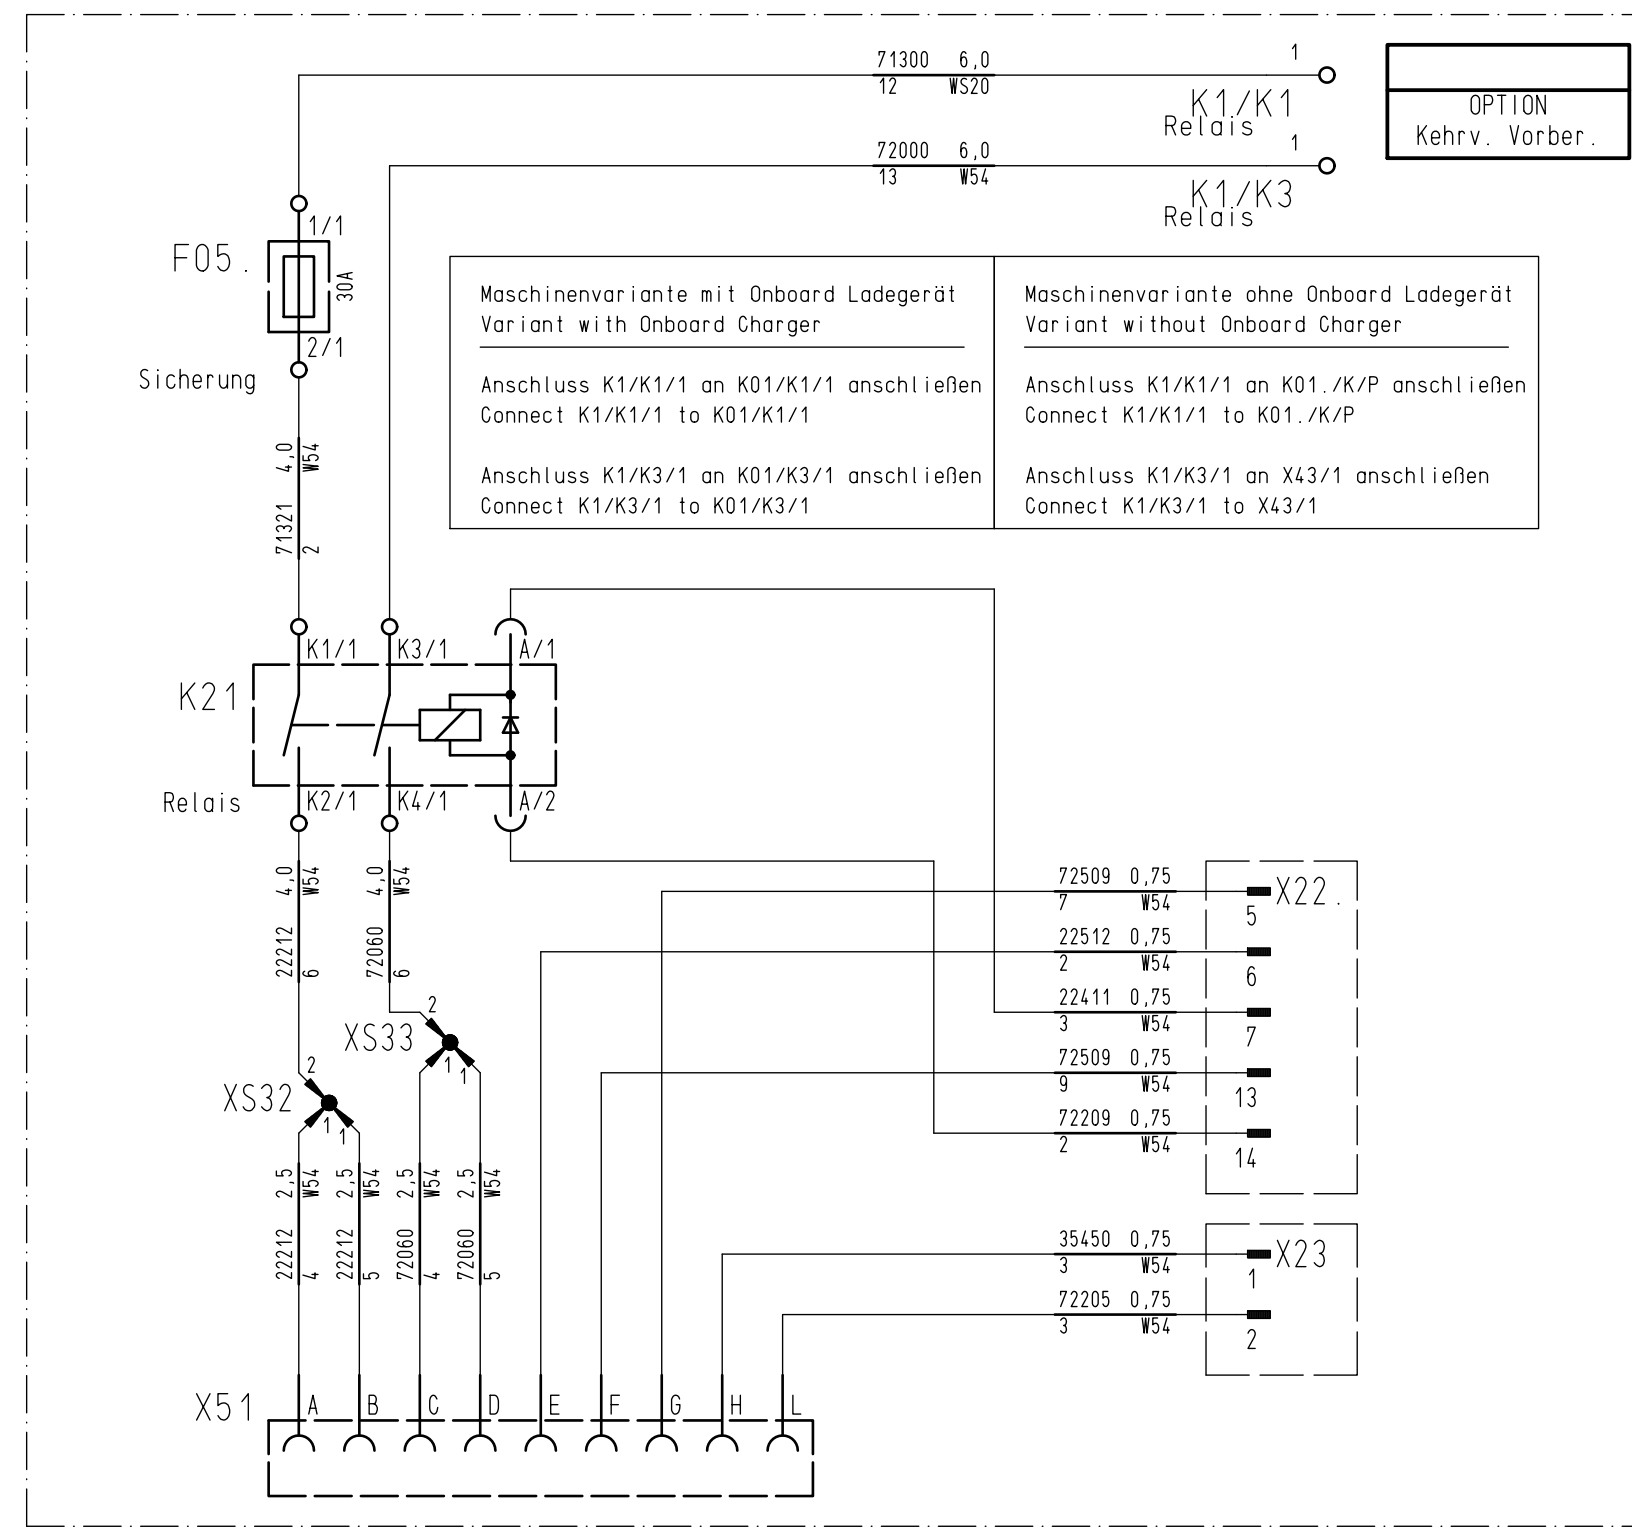 71300 6,0
12 WS20
1
K1/K1
Relais
OPTION
Kehrv. Vorber.
72000 6,0
13 W54
1
K1/K3
Relais
1/1
F05.
30A
2/1
Sicherung
Maschinenvariante mit Onboard Ladegerät
Variant with Onboard Charger
Anschluss K1/K1/1 an K01/K1/1 anschließen
Connect K1/K1/1 to K01/K1/1
Anschluss K1/K3/1 an K01/K3/1 anschließen
Connect K1/K3/1 to K01/K3/1
Maschinenvariante ohne Onboard Ladegerät
Variant without Onboard Charger
Anschluss K1/K1/1 an K01./K/P anschließen
Connect K1/K1/1 to K01./K/P
Anschluss K1/K3/1 an X43/1 anschließen
Connect K1/K3/1 to X43/1
71321 4,0
2 W54
K1/1
K3/1
A/1
K21
Relais
K2/1
K4/1
A/2
22212 4,0
6 W54
72060 4,0
6 W54
72509 0,75
7 W54
X22.
5
22512 0,75
2 W54
6
22411 0,75
3 W54
7
72509 0,75
9 W54
13
72209 0,75
2 W54
14
XS33
2
1
1
XS32
2
1
1
22212 2,5
4 W54
22212 2,5
5 W54
72060 2,5
4 W54
72060 2,5
5 W54
35450 0,75
3 W54
X23
1
72205 0,75
3 W54
2
X51
A
B
C
D
E
F
G
H
L